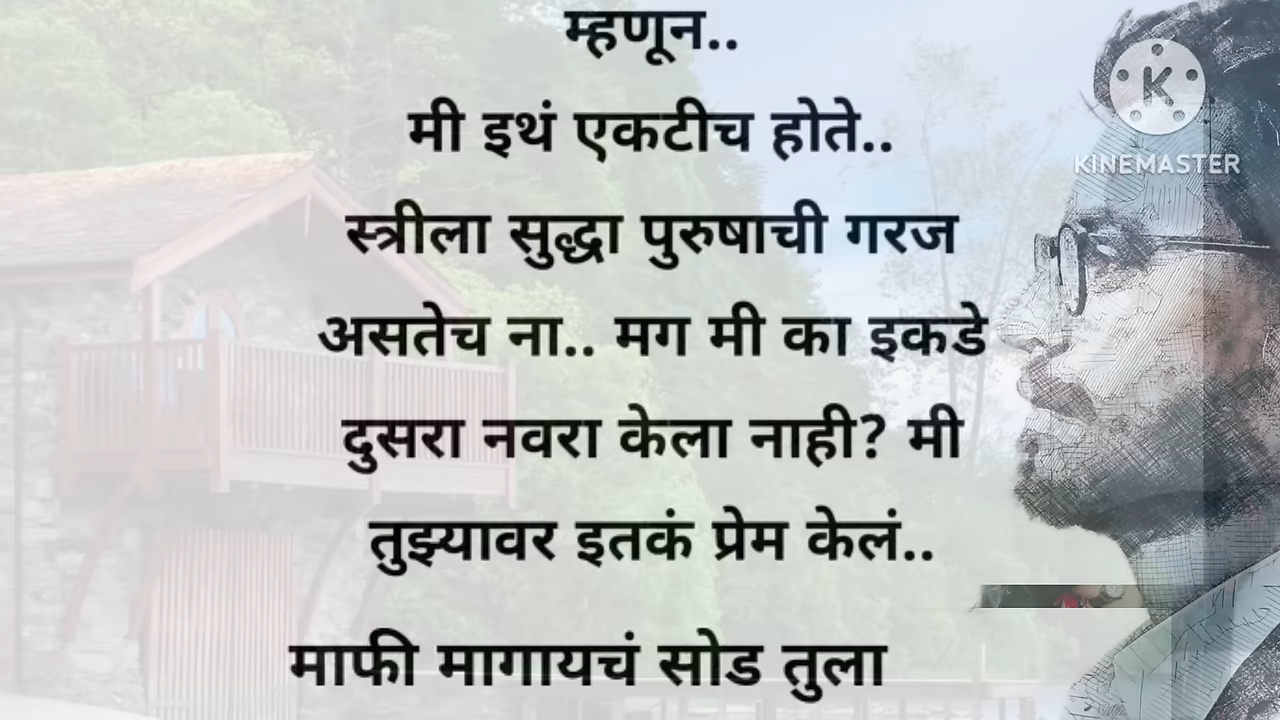 म्हणून..
मी इथं एकटीच होते..
स्त्रीला सुद्धा पुरुषाची गरज
असतेच ना.. मग मी का इकडे
दुसरा नवरा केला नाही? मी
तुझ्यावर इतकं प्रेम केलं..
माफी मागायचं सोड तुला
K
KINEMASTER